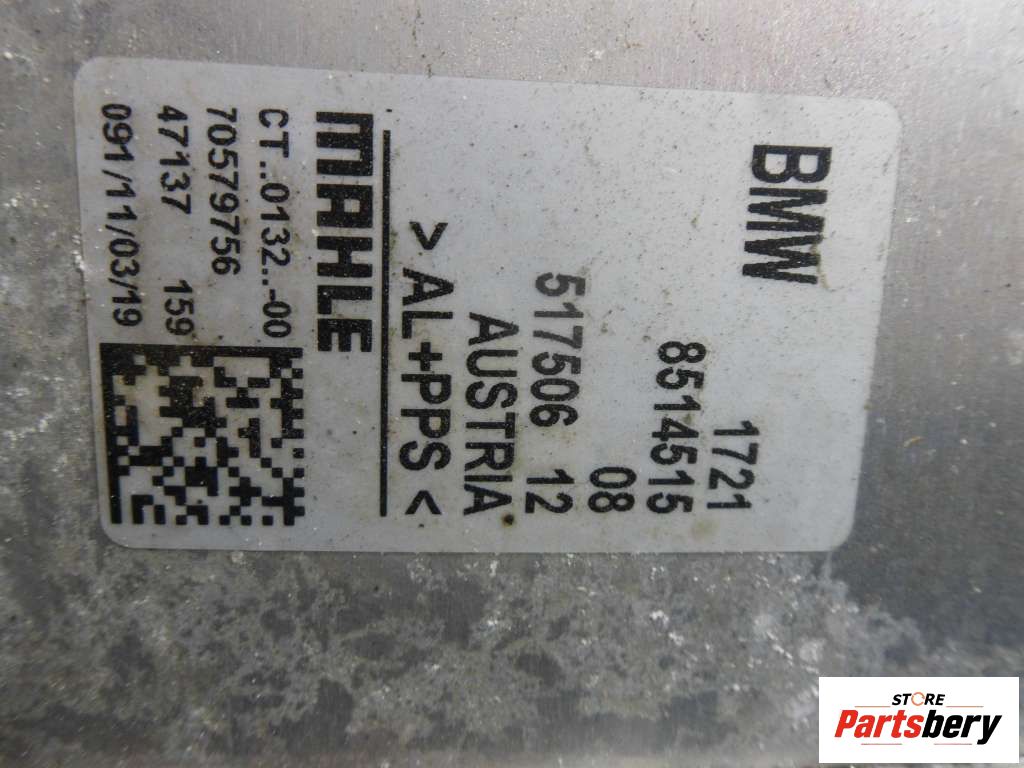 BMW
1721
8514515
08
517506 12
AUSTRIA
>AL+PPS<
MAHLE
CT..0132..-00
70579756
47137 159
091/11/03/19
STORE
Partsbery